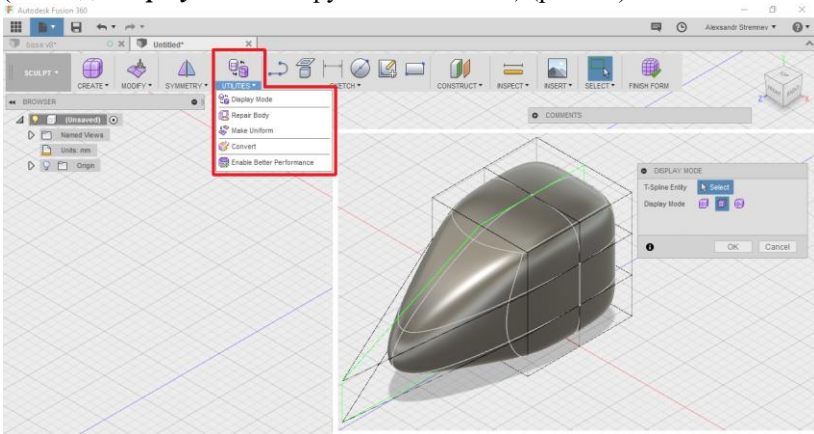 Autodesk Fusion 360
Alexsandr Stremnev
base v8*
Untitled*
SCULPT
CREATE
MODIFY
SYMMETRY
UTILITIES
CONSTRUCT
INSPECT
INSERT
SELECT
FINISH FORM
BROWSER
COMMENTS
Display Mode
Repair Body
Make Uniform
Convert
Enable Better Performance
(Unsaved)
Named Views
Units: mm
Origin
DISPLAY MODE
T-Spline Entity
Select
Display Mode
OK
Cancel